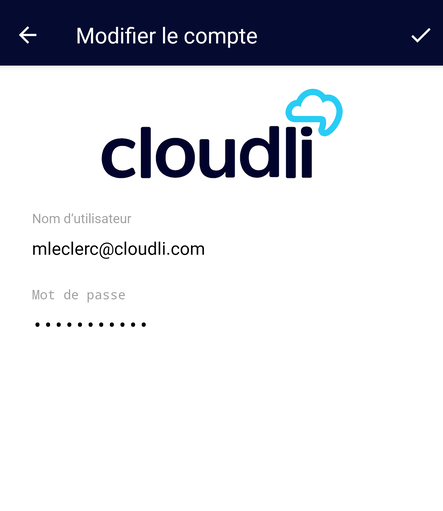 Modifier le compte
cloudli
Nom d'utilisateur
mleclerc@cloudli.com
Mot de passe
•••••••••••